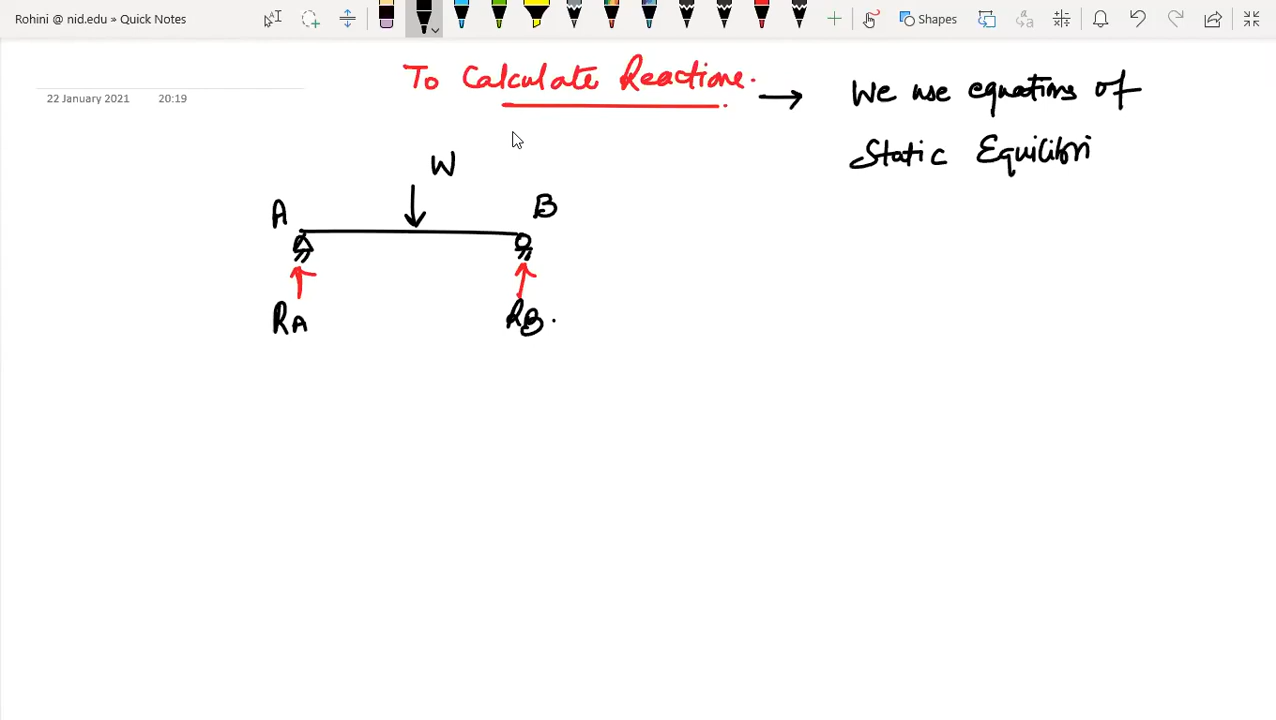 Rohini @ nid.edu » Quick Notes
Shapes
To Calculate Reactions.
We use equations of
Static Equilibri
22 January 2021 20:19
W
A
B
RA
RB.